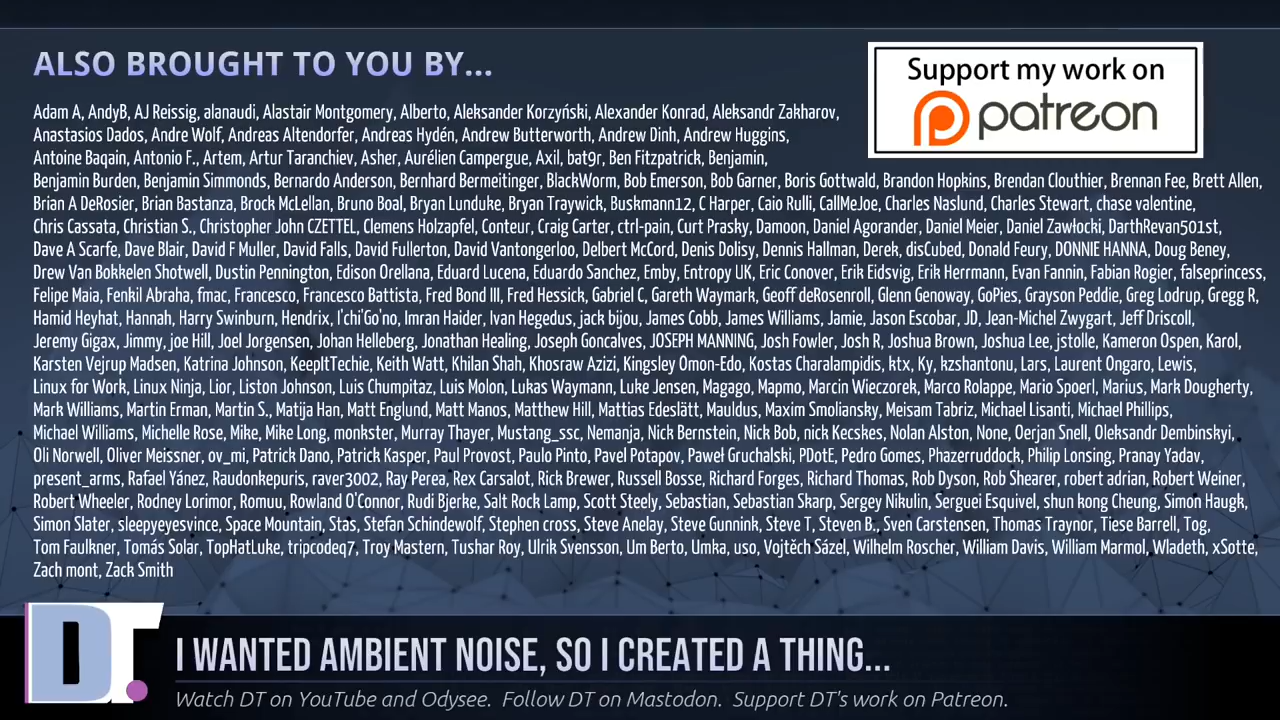 ALSO BROUGHT TO YOU BY...
Support my work on
patreon
Adam A, AndyB, AJ Reissig, alanaudi, Alastair Montgomery, Alberto, Aleksander Korzyński, Alexander Konrad, Aleksandr Zakharov,
Anastasios Dados, Andre Wolf, Andreas Altendorfer, Andreas Hydén, Andrew Butterworth, Andrew Dinh, Andrew Huggins,
Antoine Baqain, Antonio F., Artem, Artur Taranchiev, Asher, Aurélien Campergue, Axil, bat9r, Ben Fitzpatrick, Benjamin,
Benjamin Burden, Benjamin Simmonds, Bernardo Anderson, Bernhard Bermeitinger, BlackWorm, Bob Emerson, Bob Garner, Boris Gottwald, Brandon Hopkins, Brendan Clouthier, Brennan Fee, Brett Allen,
Brian A DeRosier, Brian Bastanza, Brock McLellan, Bruno Boal, Bryan Lunduke, Bryan Traywick, Buskmann12, C Harper, Caio Rulli, CallMeJoe, Charles Naslund, Charles Stewart, chase valentine,
Chris Cassata, Christian S., Christopher John CZETTEL, Clemens Holzapfel, Conteur, Craig Carter, ctrl-pain, Curt Prasky, Damoon, Daniel Agorander, Daniel Meier, Daniel Zawłocki, DarthRevan501st,
Dave A Scarfe, Dave Blair, David F Muller, David Falls, David Fullerton, David Vantongerloo, Delbert McCord, Denis Dolisy, Dennis Hallman, Derek, disCubed, Donald Feury, DONNIE HANNA, Doug Beney,
Drew Van Bokkelen Shotwell, Dustin Pennington, Edison Orellana, Eduard Lucena, Eduardo Sanchez, Emby, Entropy UK, Eric Conover, Erik Eidsvig, Erik Herrmann, Evan Fannin, Fabian Rogier, falseprincess,
Felipe Maia, Fenkil Abraha, fmac, Francesco, Francesco Battista, Fred Bond III, Fred Hessick, Gabriel C, Gareth Waymark, Geoff deRosenroll, Glenn Genoway, GoPies, Grayson Peddie, Greg Lodrup, Gregg R,
Hamid Heyhat, Hannah, Harry Swinburn, Hendrix, I'chi'Go'no, Imran Haider, Ivan Hegedus, jack bijou, James Cobb, James Williams, Jamie, Jason Escobar, JD, Jean-Michel Zwygart, Jeff Driscoll,
Jeremy Gigax, Jimmy, joe Hill, Joel Jorgensen, Johan Helleberg, Jonathan Healing, Joseph Goncalves, JOSEPH MANNING, Josh Fowler, Josh R, Joshua Brown, Joshua Lee, jstolle, Kameron Ospen, Karol,
Karsten Vejrup Madsen, Katrina Johnson, KeepItTechie, Keith Watt, Khilan Shah, Khosraw Azizi, Kingsley Omon-Edo, Kostas Charalampidis, ktx, Ky, kzshantonu, Lars, Laurent Ongaro, Lewis,
Linux for Work, Linux Ninja, Lior, Liston Johnson, Luis Chumpitaz, Luis Molon, Lukas Waymann, Luke Jensen, Magago, Mapmo, Marcin Wieczorek, Marco Rolappe, Mario Spoerl, Marius, Mark Dougherty,
Mark Williams, Martin Erman, Martin S., Matija Han, Matt Englund, Matt Manos, Matthew Hill, Mattias Edeslätt, Mauldus, Maxim Smoliansky, Meisam Tabriz, Michael Lisanti, Michael Phillips,
Michael Williams, Michelle Rose, Mike, Mike Long, monkster, Murray Thayer, Mustang_ssc, Nemanja, Nick Bernstein, Nick Bob, nick Kecskes, Nolan Alston, None, Oerjan Snell, Oleksandr Dembinskyi,
Oli Norwell, Oliver Meissner, ov_mi, Patrick Dano, Patrick Kasper, Paul Provost, Paulo Pinto, Pavel Potapov, Paweł Gruchalski, PDotE, Pedro Gomes, Phazerruddock, Philip Lonsing, Pranay Yadav,
present_arms, Rafael Yánez, Raudonkepuris, raver3002, Ray Perea, Rex Carsalot, Rick Brewer, Russell Bosse, Richard Forges, Richard Thomas, Rob Dyson, Rob Shearer, robert adrian, Robert Weiner,
Robert Wheeler, Rodney Lorimor, Romuu, Rowland O'Connor, Rudi Bjerke, Salt Rock Lamp, Scott Steely, Sebastian, Sebastian Skarp, Sergey Nikulin, Serguei Esquivel, shun kong Cheung, Simon Haugk,
Simon Slater, sleepyeyesvince, Space Mountain, Stas, Stefan Schindewolf, Stephen cross, Steve Anelay, Steve Gunnink, Steve T, Steven B., Sven Carstensen, Thomas Traynor, Tiese Barrell, Tog,
Tom Faulkner, Tomás Solar, TopHatLuke, tripcodeq7, Troy Mastern, Tushar Roy, Ulrik Svensson, Um Berto, Umka, uso, Vojtěch Sázel, Wilhelm Roscher, William Davis, William Marmol, Wladeth, xSotte,
Zach mont, Zack Smith
DT.
I WANTED AMBIENT NOISE, SO I CREATED A THING...
Watch DT on YouTube and Odysee. Follow DT on Mastodon. Support DT's work on Patreon.